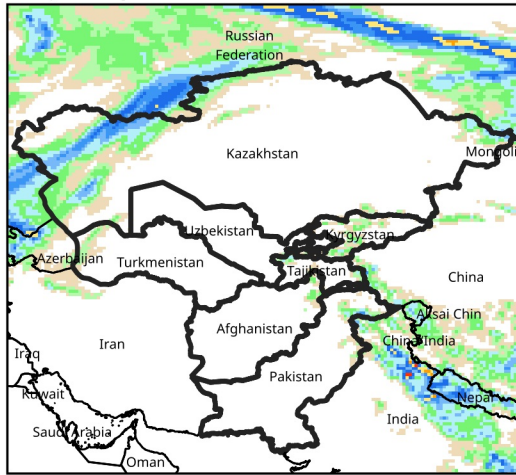 Russian
Federation
Kazakhstan
Mongoli
Uzbekistan
Kyrgyzstan
Azerbaijan
Turkmenistan
Tajikistan
China
Aksai Chin
Afghanistan
China/India
Iran
Iraq
Pakistan
Kuwait
Nepal
India
Saudi Arabia
Oman